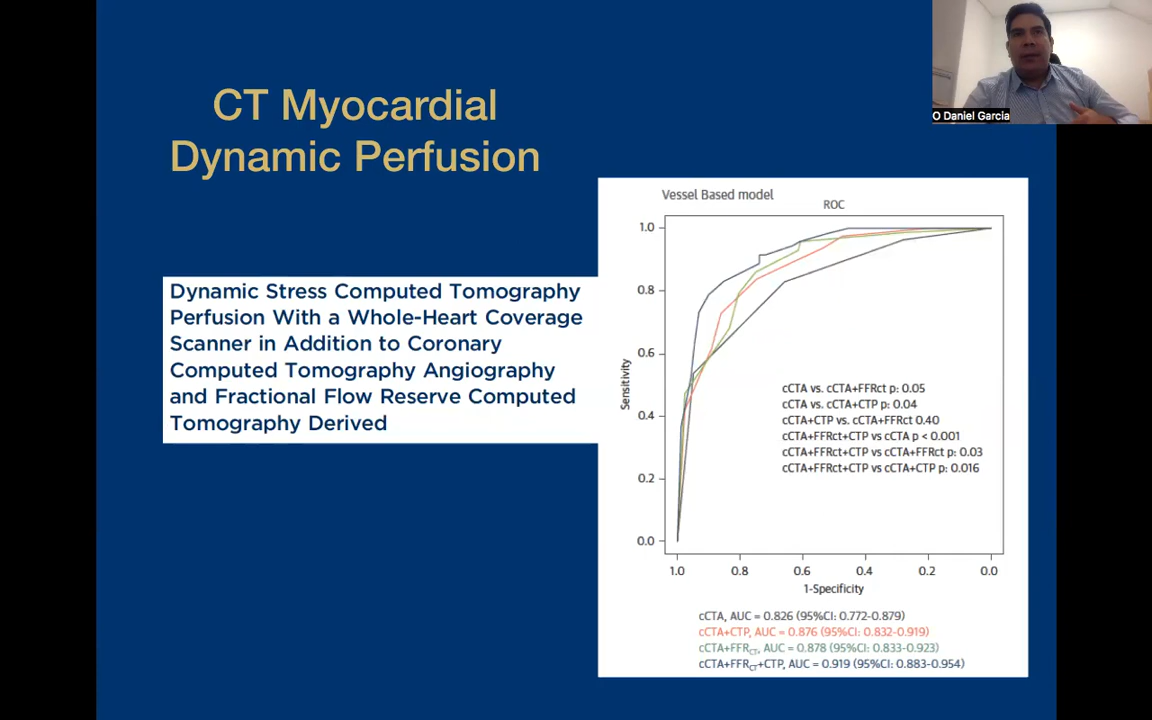 O Daniel Garcia
CT Myocardial
Dynamic Perfusion
Dynamic Stress Computed Tomography
Perfusion With a Whole-Heart Coverage
Scanner in Addition to Coronary
Computed Tomography Angiography
and Fractional Flow Reserve Computed
Tomography Derived
Vessel Based model
ROC
1.0
0.8
0.6
0.4
0.2
0.0
Sensitivity
cCTA vs. cCTA+FFRct p: 0.05
cCTA vs. cCTA+CTP p: 0.04
cCTA+CTP vs. cCTA+FFRct 0.40
cCTA+FFRct+CTP vs cCTA p < 0.001
cCTA+FFRct+CTP vs cCTA+FFRct p: 0.03
cCTA+FFRct+CTP vs cCTA+CTP p: 0.016
1.0 0.8 0.6 0.4 0.2 0.0
1-Specificity
cCTA, AUC = 0.826 (95%CI: 0.772-0.879)
cCTA+CTP, AUC = 0.876 (95%CI: 0.832-0.919)
cCTA+FFRCT, AUC = 0.878 (95%CI: 0.833-0.923)
cCTA+FFRCT+CTP, AUC = 0.919 (95%CI: 0.883-0.954)